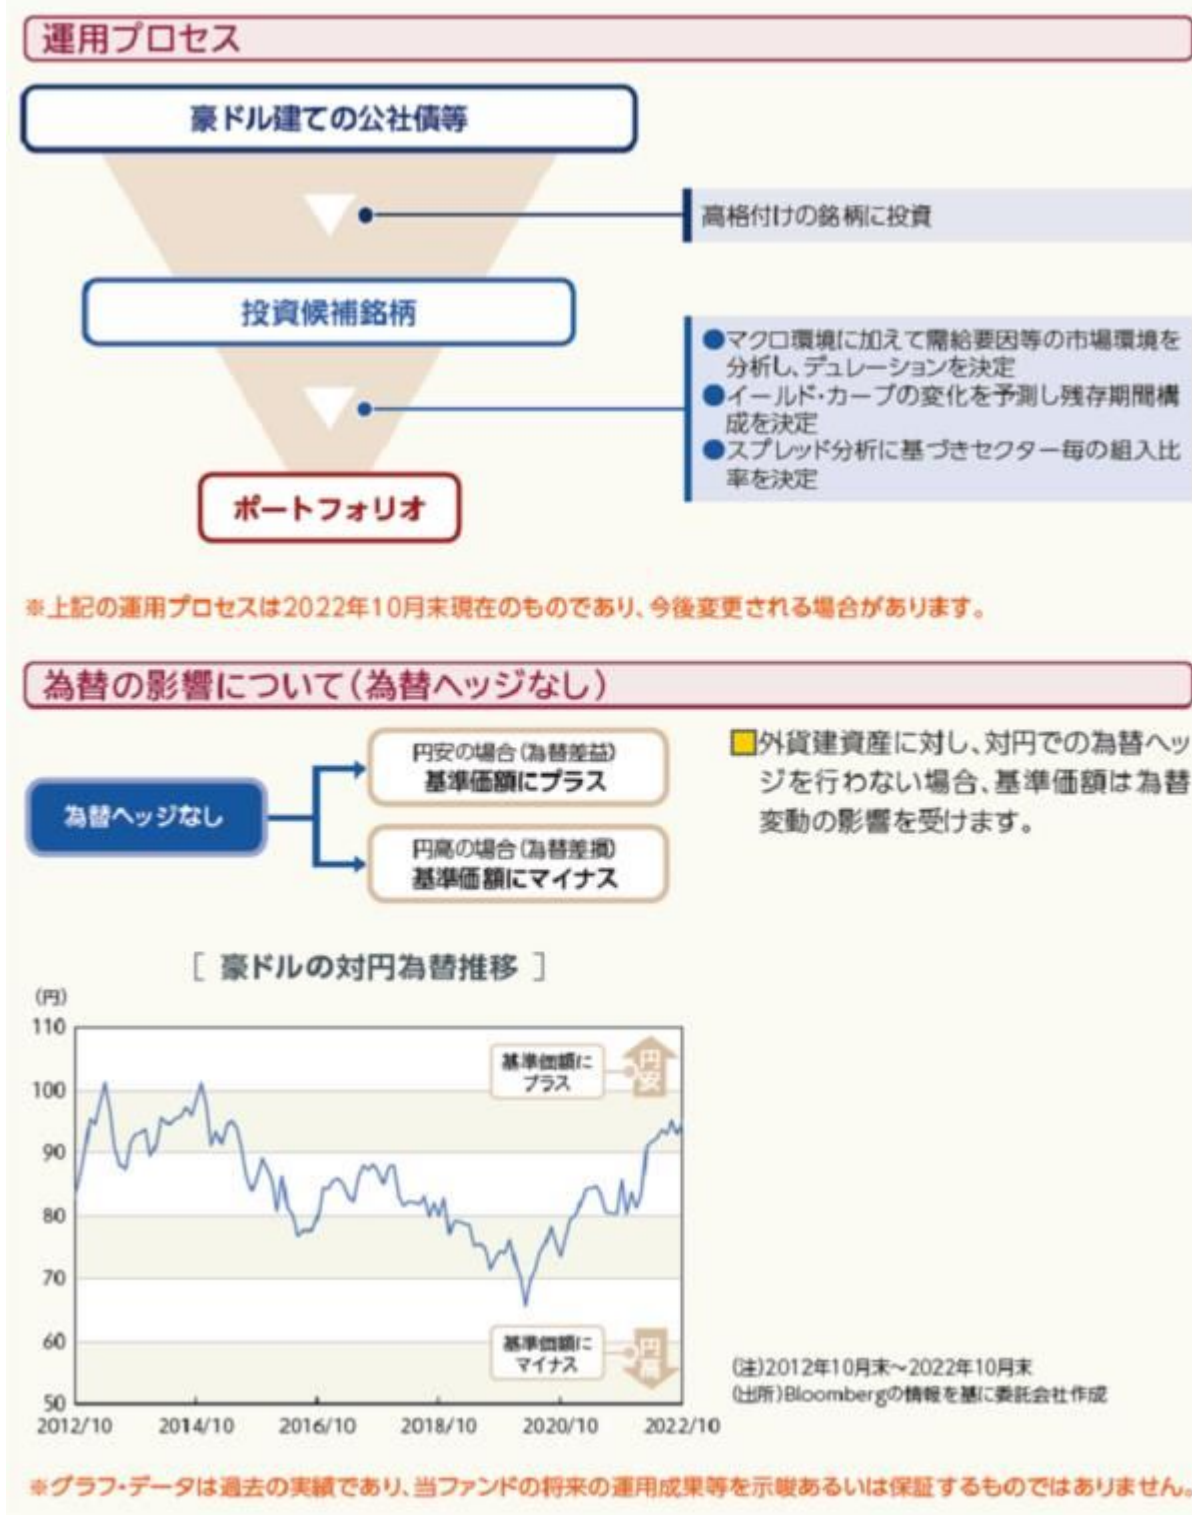 運用プロセス
豪ドル建ての公社債等
高格付けの銘柄に投資
投資候補銘柄
●マクロ環境に加えて需給要因等の市場環境を
分析し、デュレーションを決定
●イールド・カーブの変化を予測し残存期間構
成を決定
●スプレッド分析に基づきセクター毎の組入比
率を決定
ポートフォリオ
※上記の運用プロセスは2022年10月末現在のものであり、今後変更される場合があります。
為替の影響について(為替ヘッジなし)
為替ヘッジなし
円安の場合(為替差益)
基準価額にプラス
円高の場合(為替差損)
基準価額にマイナス
外貨建資産に対し、対円での為替ヘッ
ジを行わない場合、基準価額は為替
変動の影響を受けます。
[ 豪ドルの対円為替推移 ]
(円)
110
100
90
80
70
60
50
基準価額に
プラス
円安
基準価額に
マイナス
円高
2012/10 2014/10 2016/10 2018/10 2020/10 2022/10
(注)2012年10月末~2022年10月末
(出所)Bloombergの情報を基に委託会社作成
※グラフ・データは過去の実績であり、当ファンドの将来の運用成果等を示唆あるいは保証するものではありません。